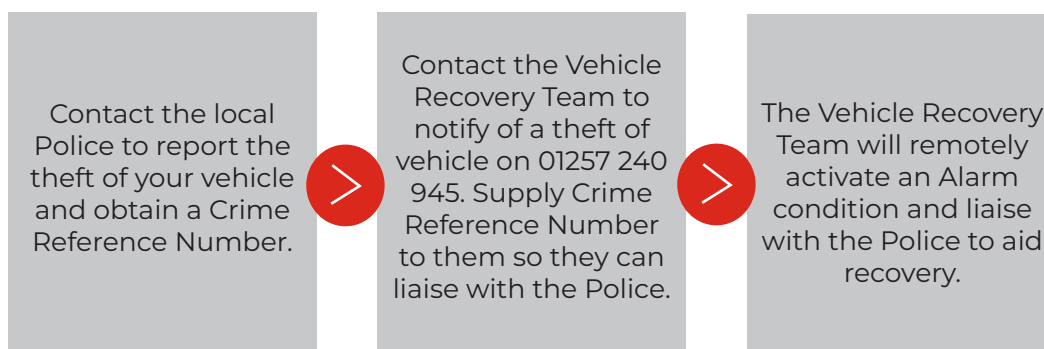 Contact the local
Police to report the
theft of your vehicle
and obtain a Crime
Reference Number.
Contact the Vehicle
Recovery Team to
notify of a theft of
vehicle on 01257 240
945. Supply Crime
Reference Number
to them so they can
liaise with the Police.
The Vehicle Recovery
Team will remotely
activate an Alarm
condition and liaise
with the Police to aid
recovery.